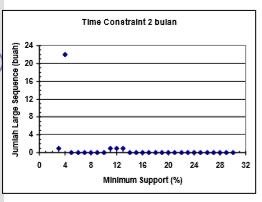 Time Constraint 2 bulan
Jumlah Large Sequence (buah)
24
20
16
12
8
4
0
0 4 8 12 16 20 24 28 32
Minimum Support (%)